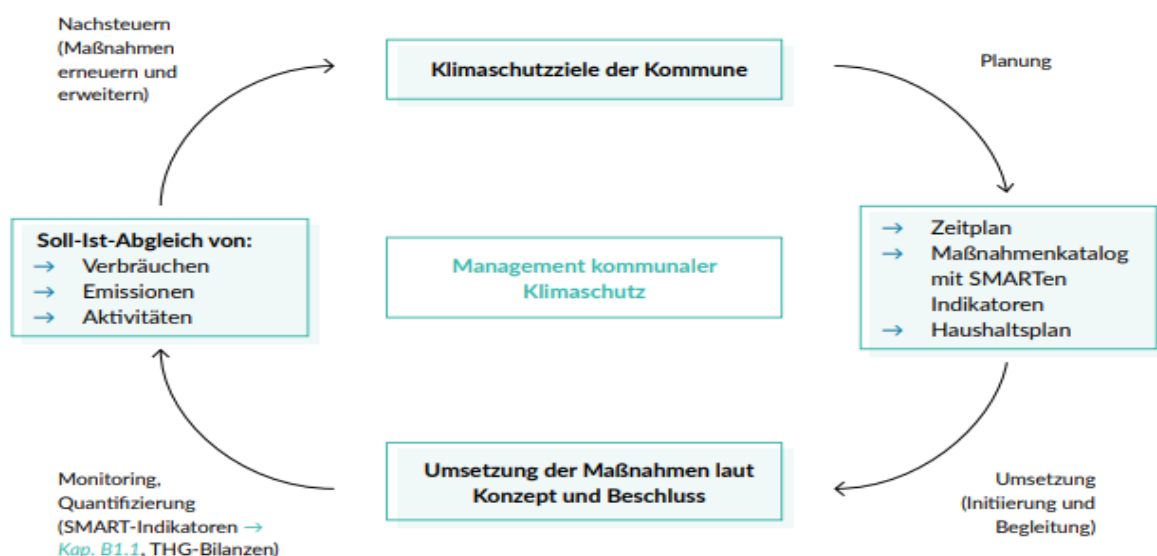 Nachsteuern
(Maßnahmen
erneuern und
erweitern)
Klimaschutzziele der Kommune
Planung
Soll-Ist-Abgleich von:
→ Verbräuchen
→ Emissionen
→ Aktivitäten
Management kommunaler
Klimaschutz
→ Zeitplan
→ Maßnahmenkatalog
mit SMARTen
Indikatoren
→ Haushaltsplan
Monitoring,
Quantifizierung
(SMART-Indikatoren →
Kap. B1.1, THG-Bilanzen)
Umsetzung der Maßnahmen laut
Konzept und Beschluss
Umsetzung
(Initiierung und
Begleitung)